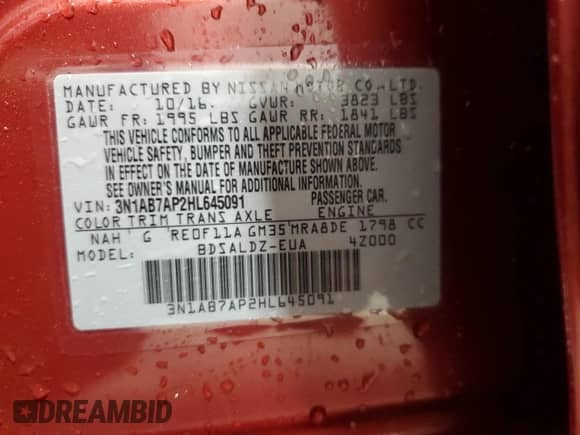 MANUFACTURED BY NISSAN MOTOR CO.,LTD.
DATE: 10/16. GVWR: 3823 LBS
GAWR FR: 1995 LBS GAWR RR: 1841 LBS
THIS VEHICLE CONFORMS TO ALL APPLICABLE FEDERAL MOTOR
VEHICLE SAFETY, BUMPER AND THEFT PREVENTION STANDARDS
IN EFFECT ON THE DATE OF MANUFACTURE SHOWN ABOVE.
SEE OWNER'S MANUAL FOR ADDITIONAL INFORMATION.
VIN: 3N1AB7AP2HL645091 PASSENGER CAR.
COLOR TRIM TRANS AXLE ENGINE
NAH G RE0F11A GM35 MRA8DE 1798 CC
MODEL: BDSALDZ-EUA 4Z000
3N1AB7AP2HL645091
DREAMBID